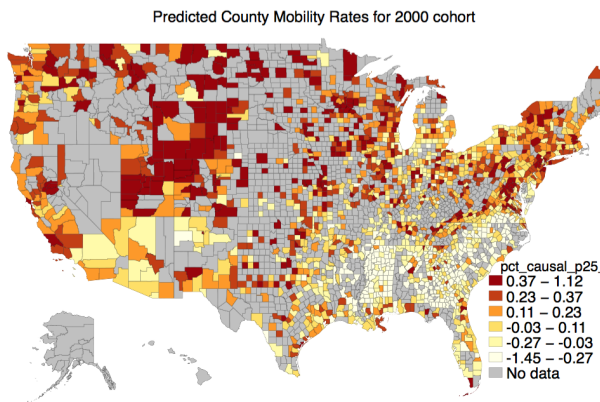 Predicted County Mobility Rates for 2000 cohort
pct_causal_p25_
0.37 – 1.12
0.23 – 0.37
0.11 – 0.23
-0.03 – 0.11
-0.27 – -0.03
-1.45 – -0.27
No data